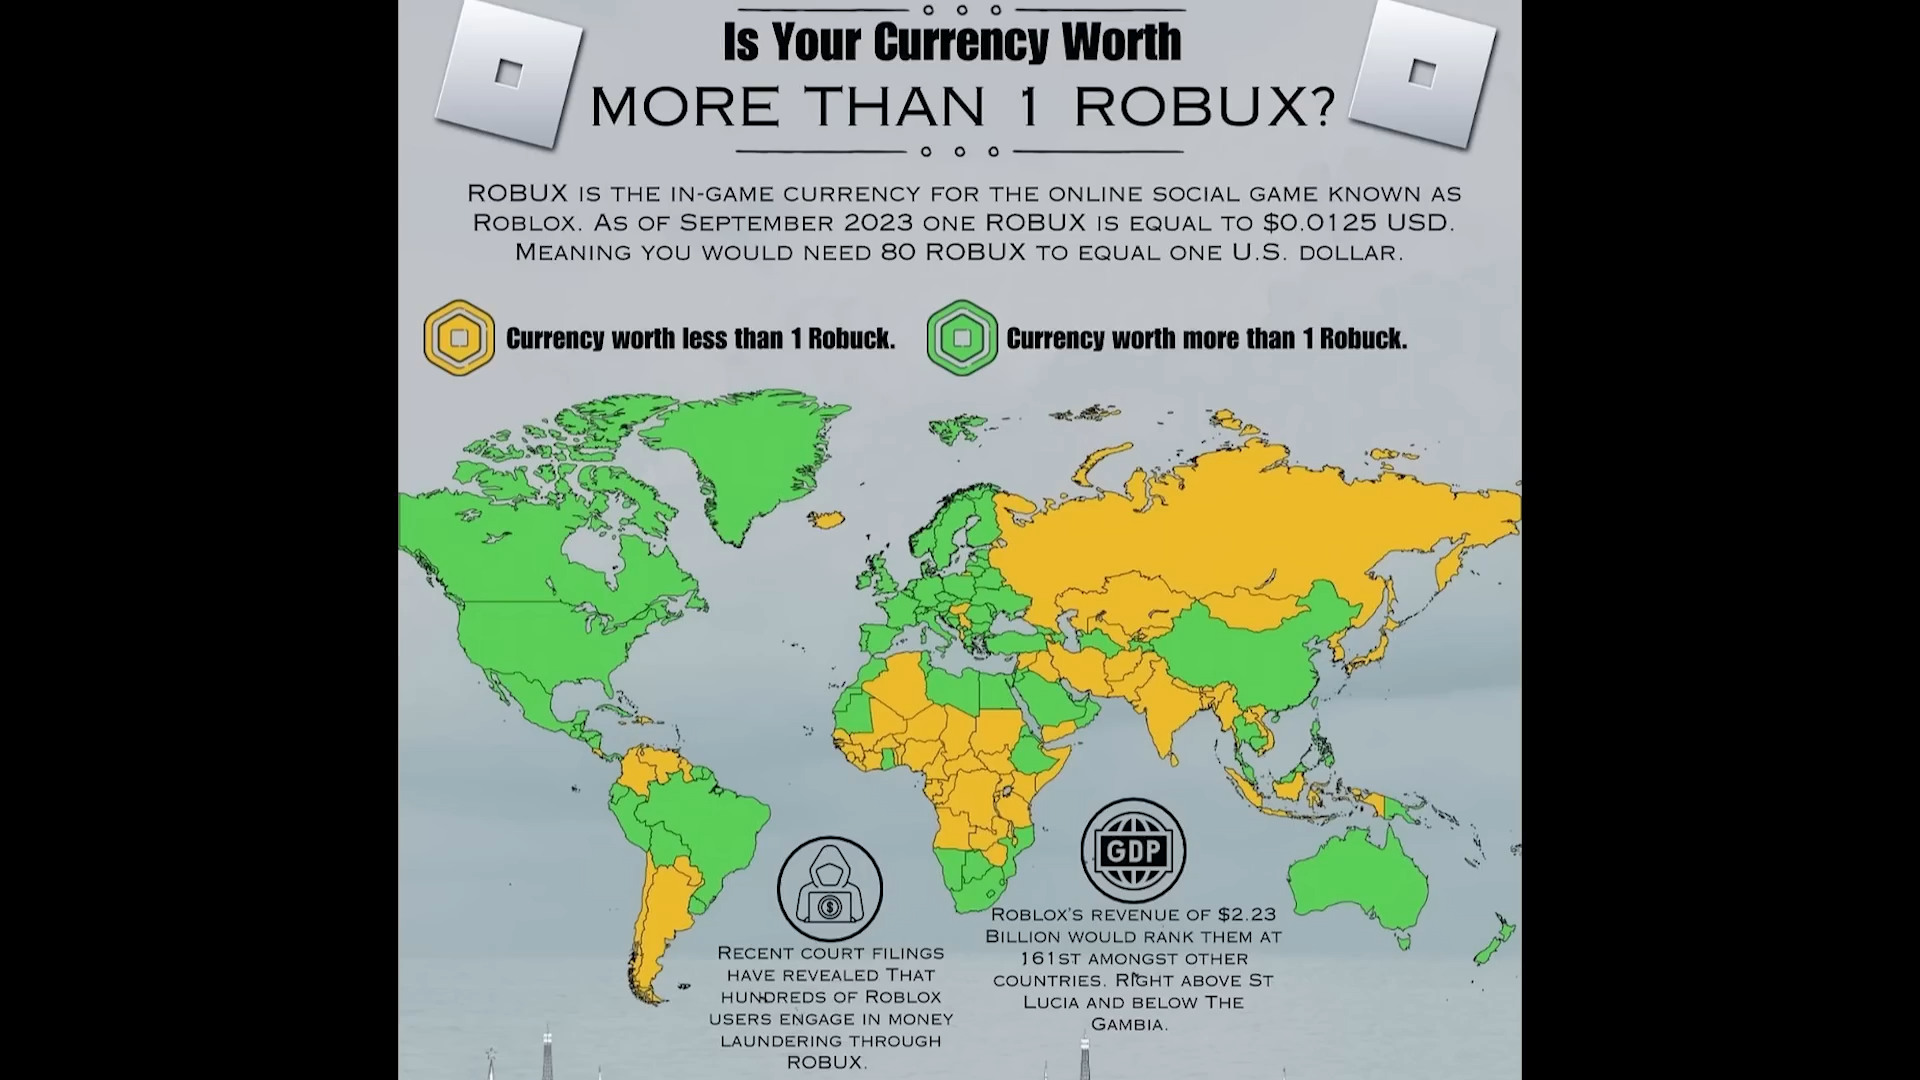 Is Your Currency Worth
MORE THAN 1 ROBUX?
ROBUX IS THE IN-GAME CURRENCY FOR THE ONLINE SOCIAL GAME KNOWN AS
ROBLOX. AS OF SEPTEMBER 2023 ONE ROBUX IS EQUAL TO $0.0125 USD.
MEANING YOU WOULD NEED 80 ROBUX TO EQUAL ONE U.S. DOLLAR.
Currency worth less than 1 Robuck.
Currency worth more than 1 Robuck.
GDP
$
RECENT COURT FILINGS
HAVE REVEALED THAT
HUNDREDS OF ROBLOX
USERS ENGAGE IN MONEY
LAUNDERING THROUGH
ROBUX.
ROBLOX'S REVENUE OF $2.23
BILLION WOULD RANK THEM AT
161ST AMONGST OTHER
COUNTRIES. RIGHT ABOVE ST
LUCIA AND BELOW THE
GAMBIA.